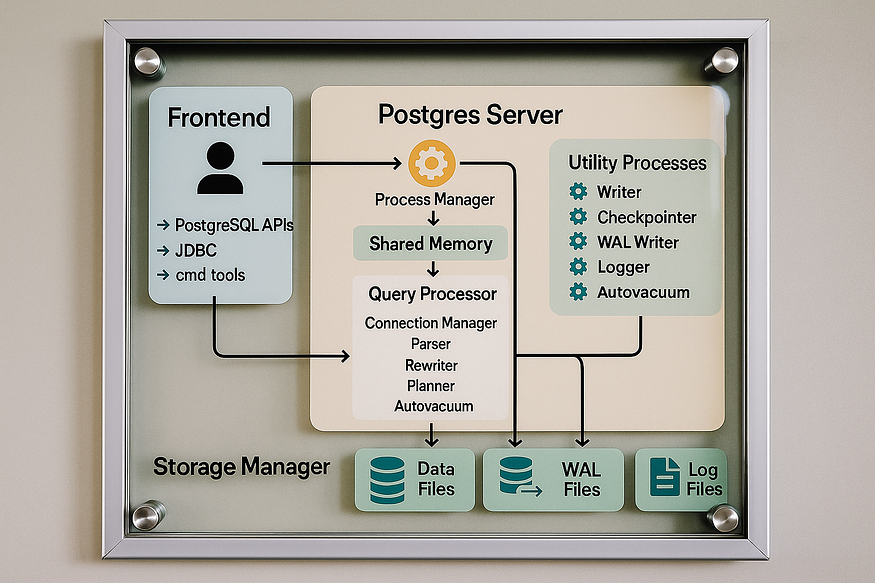 Frontend
PostgreSQL APIs
JDBC
cmd tools
Postgres Server
Process Manager
Shared Memory
Query Processor
Connection Manager
Parser
Rewriter
Planner
Autovacuum
Utility Processes
Writer
Checkpointer
WAL Writer
Logger
Autovacuum
Storage Manager
Data
Files
WAL
Files
Log
Files